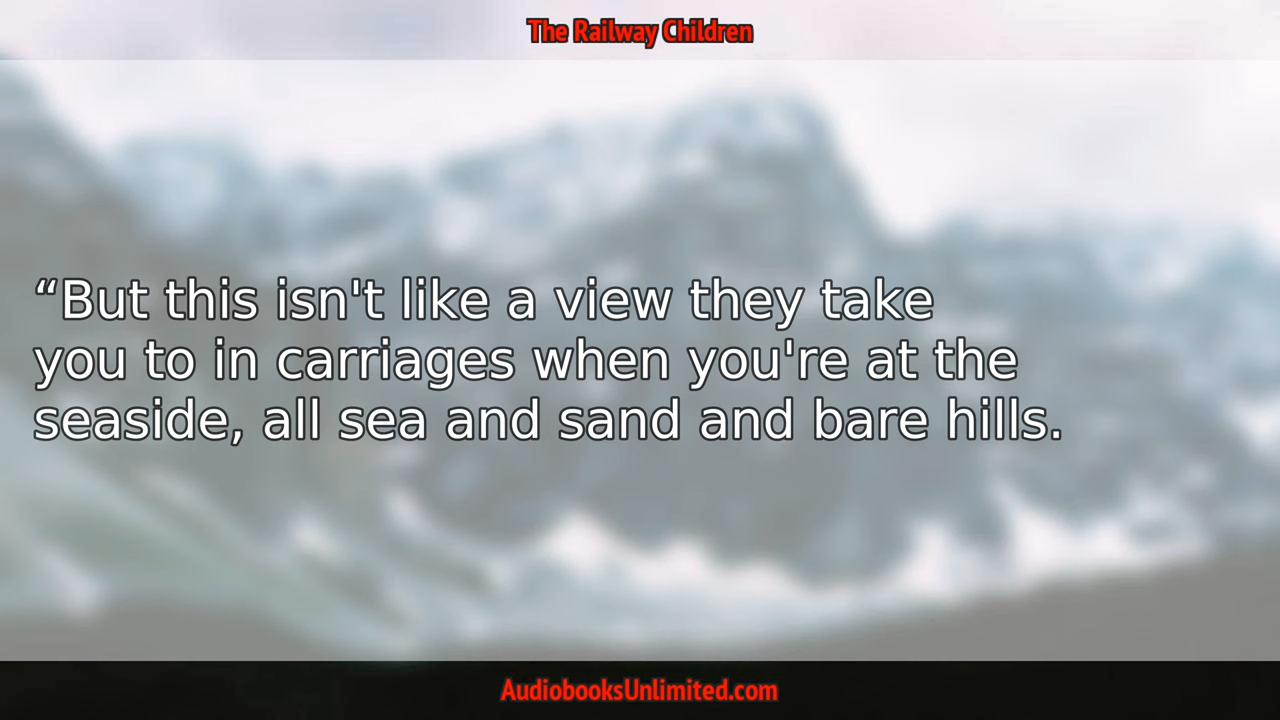 The Railway Children
“But this isn't like a view they take
you to in carriages when you're at the
seaside, all sea and sand and bare hills.
AudiobooksUnlimited.com